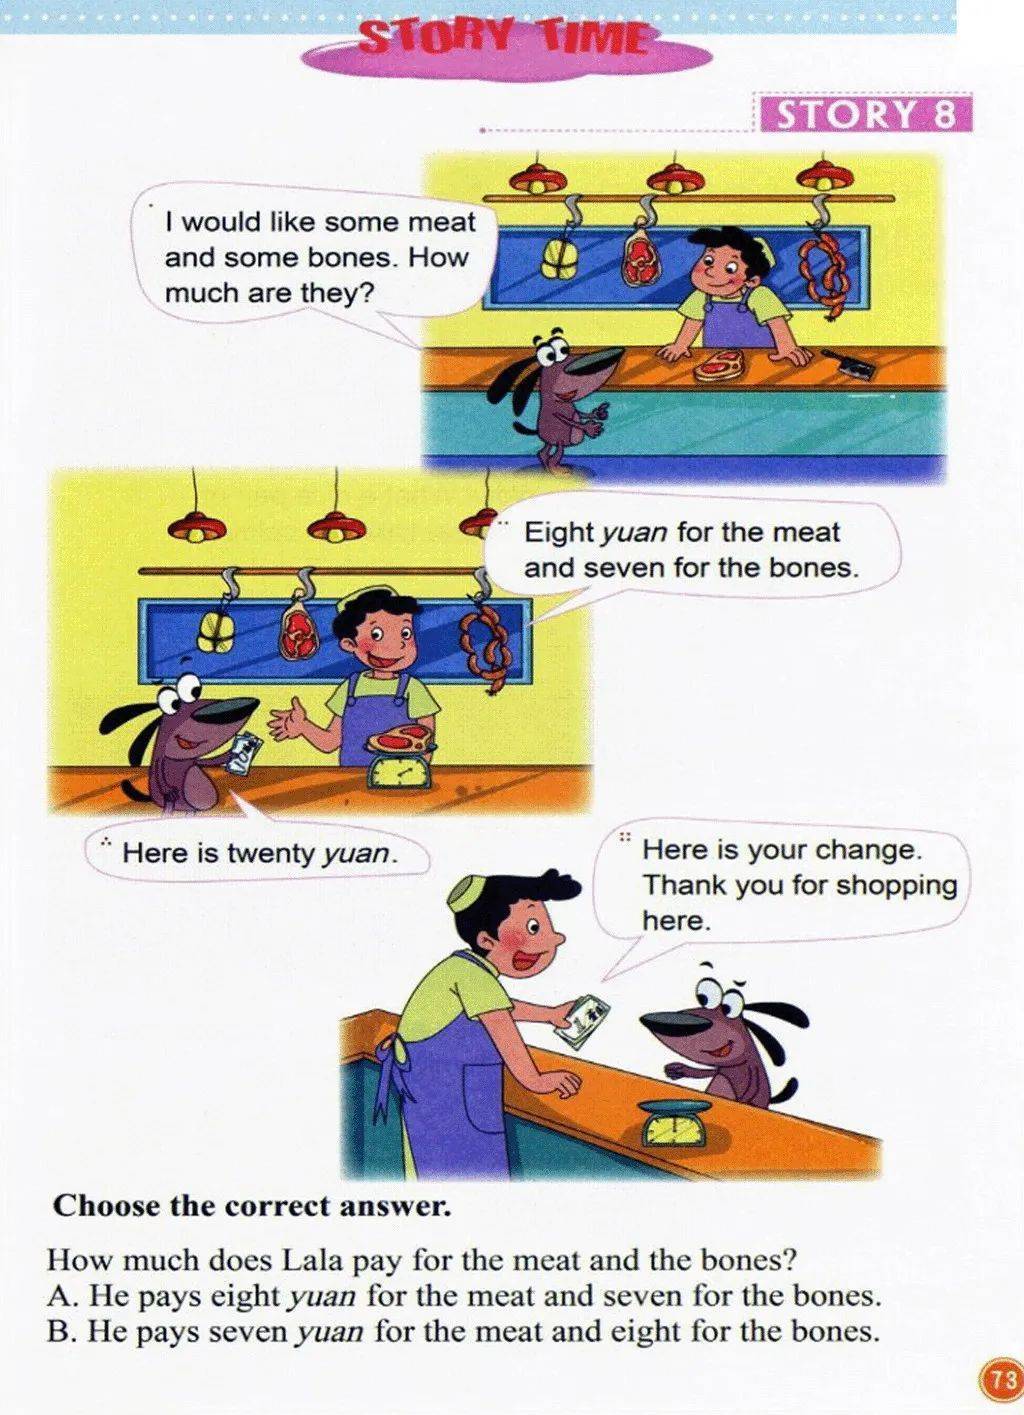 STORY TIME
STORY 8
I would like some meat
and some bones. How
much are they?
Eight yuan for the meat
and seven for the bones.
Here is twenty yuan.
Here is your change.
Thank you for shopping
here.
Choose the correct answer.
How much does Lala pay for the meat and the bones?
A. He pays eight yuan for the meat and seven for the bones.
B. He pays seven yuan for the meat and eight for the bones.
73